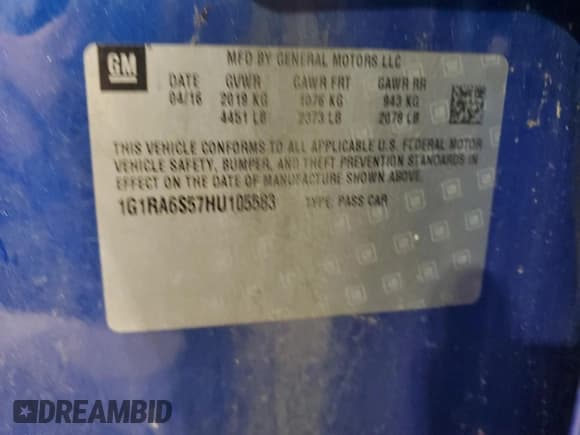 GM
MFD BY GENERAL MOTORS LLC
DATE GVWR GAWR FRT GAWR RR
04/16 2019 KG 1076 KG 943 KG
4451 LB 2373 LB 2078 LB
THIS VEHICLE CONFORMS TO ALL APPLICABLE U.S. FEDERAL MOTOR
VEHICLE SAFETY, BUMPER, AND THEFT PREVENTION STANDARDS IN
EFFECT ON THE DATE OF MANUFACTURE SHOWN ABOVE.
1G1RA6S57HU105583 TYPE: PASS CAR
DREAMBID